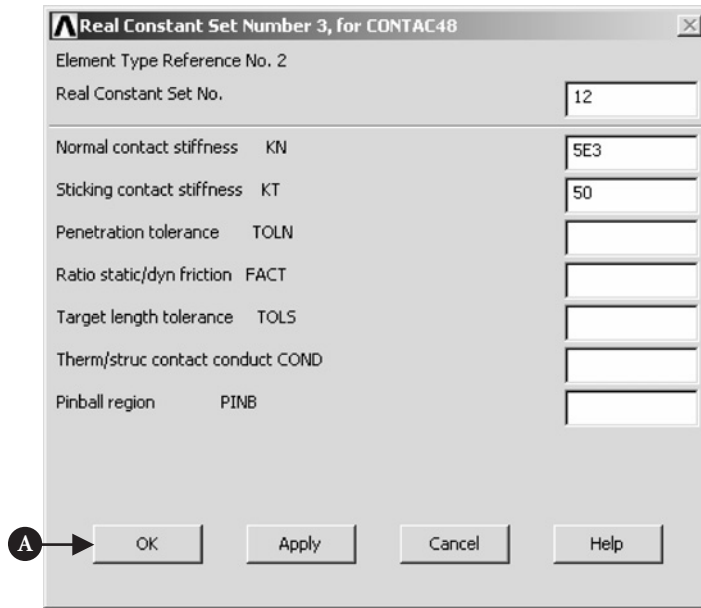 Real Constant Set Number 3, for CONTAC48
Element Type Reference No. 2
Real Constant Set No. 12
Normal contact stiffness KN 5E3
Sticking contact stiffness KT 50
Penetration tolerance TOLN
Ratio static/dyn friction FACT
Target length tolerance TOLS
Therm/struc contact conduct COND
Pinball region PINB
A OK Apply Cancel Help